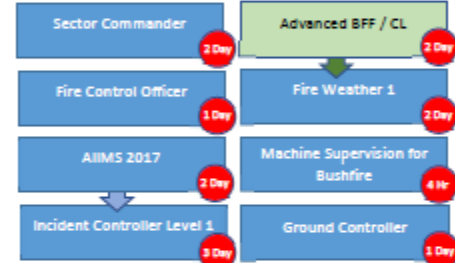 Sector Commander
2 Day
Advanced BFF / CL
2 Day
Fire Control Officer
1 Day
Fire Weather 1
2 Day
AIIMS 2017
2 Day
Machine Supervision for
Bushfire
4 Hr
Incident Controller Level 1
3 Day
Ground Controller
1 Day